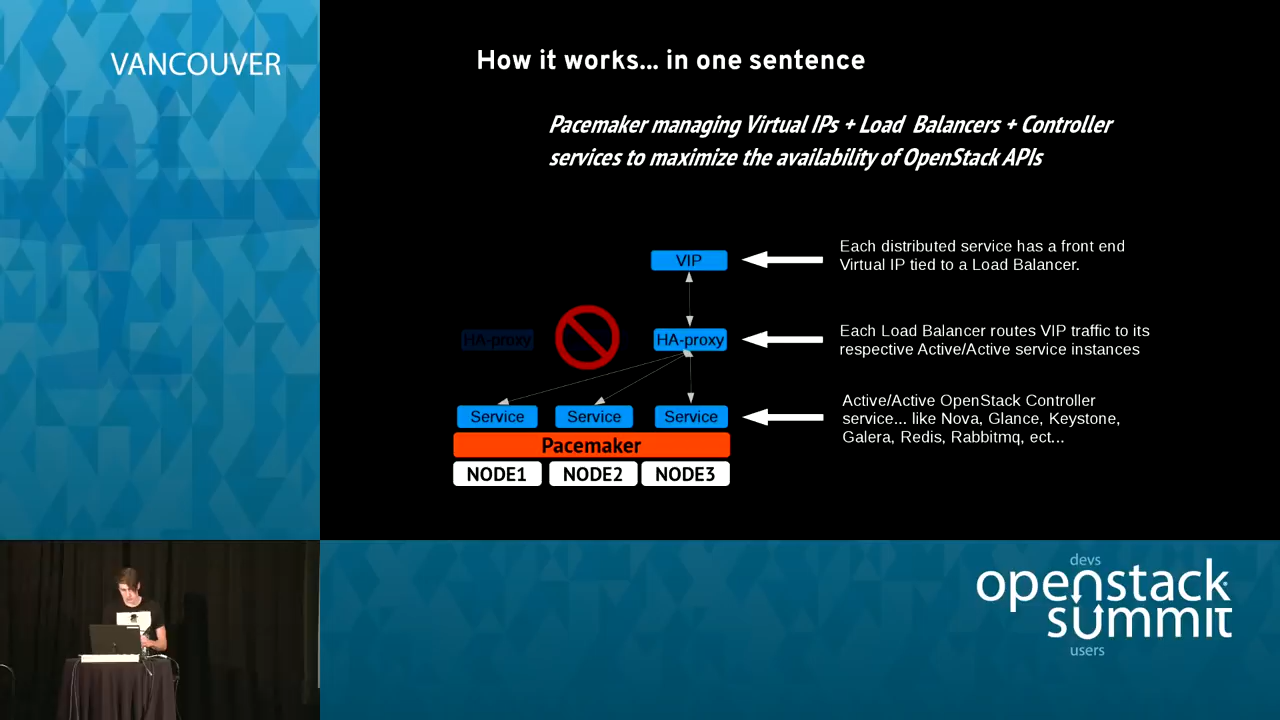 VANCOUVER
How it works... in one sentence
Pacemaker managing Virtual IPs + Load Balancers + Controller
services to maximize the availability of OpenStack APIs
VIP
Each distributed service has a front end
Virtual IP tied to a Load Balancer.
HA-proxy
HA-proxy
Each Load Balancer routes VIP traffic to its
respective Active/Active service instances
Service
Service
Service
Active/Active OpenStack Controller
service... like Nova, Glance, Keystone,
Galera, Redis, Rabbitmq, ect...
Pacemaker
NODE1
NODE2
NODE3
devs
openstack
summit
users